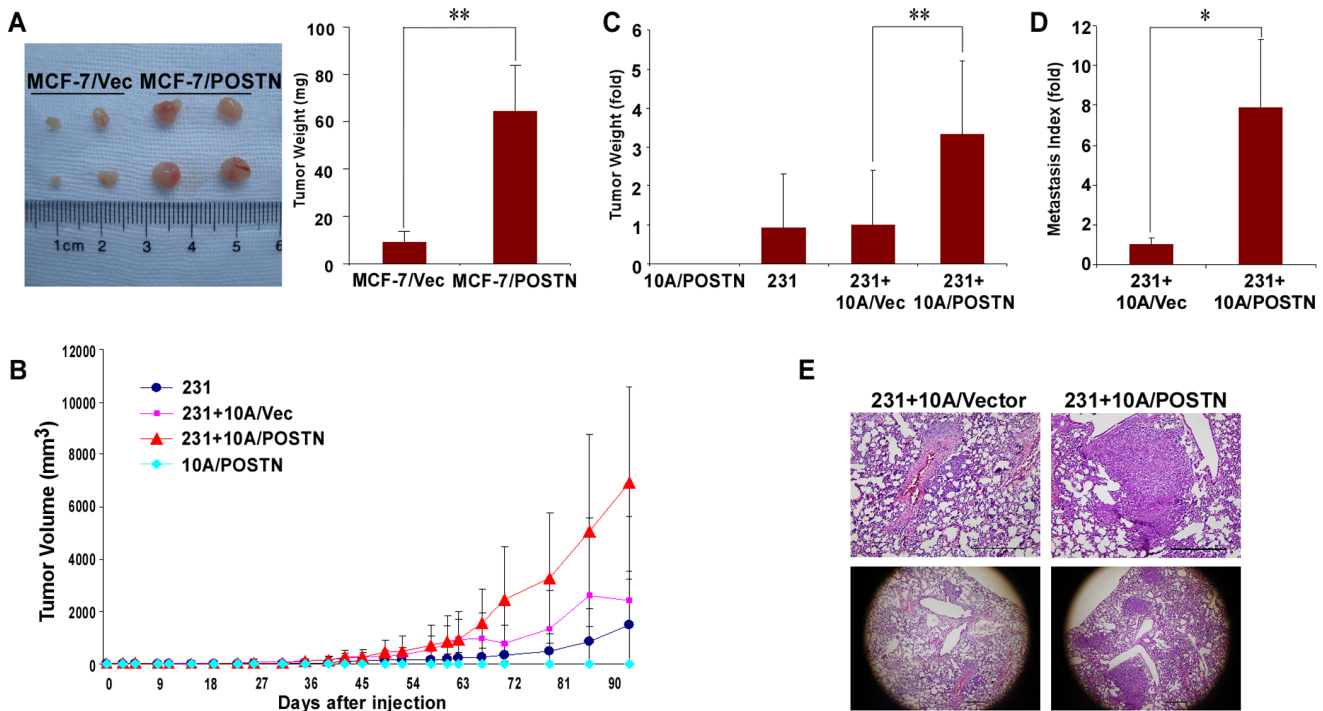 A
MCF-7/Vec MCF-7/POSTN
1cm 2 3 4 5 6
**
Tumor Weight (mg)
100
80
60
40
20
0
MCF-7/Vec MCF-7/POSTN
C
**
Tumor Weight (fold)
6
5
4
3
2
1
0
10A/POSTN 231 231+ 231+
10A/Vec 10A/POSTN
D
*
Metastasis Index (fold)
12
10
8
6
4
2
0
231+ 231+
10A/Vec 10A/POSTN
B
Tumor Volume (mm³)
12000
10000
8000
6000
4000
2000
0
231
231+10A/Vec
231+10A/POSTN
10A/POSTN
0 9 18 27 36 45 54 63 72 81 90
Days after injection
E
231+10A/Vector 231+10A/POSTN